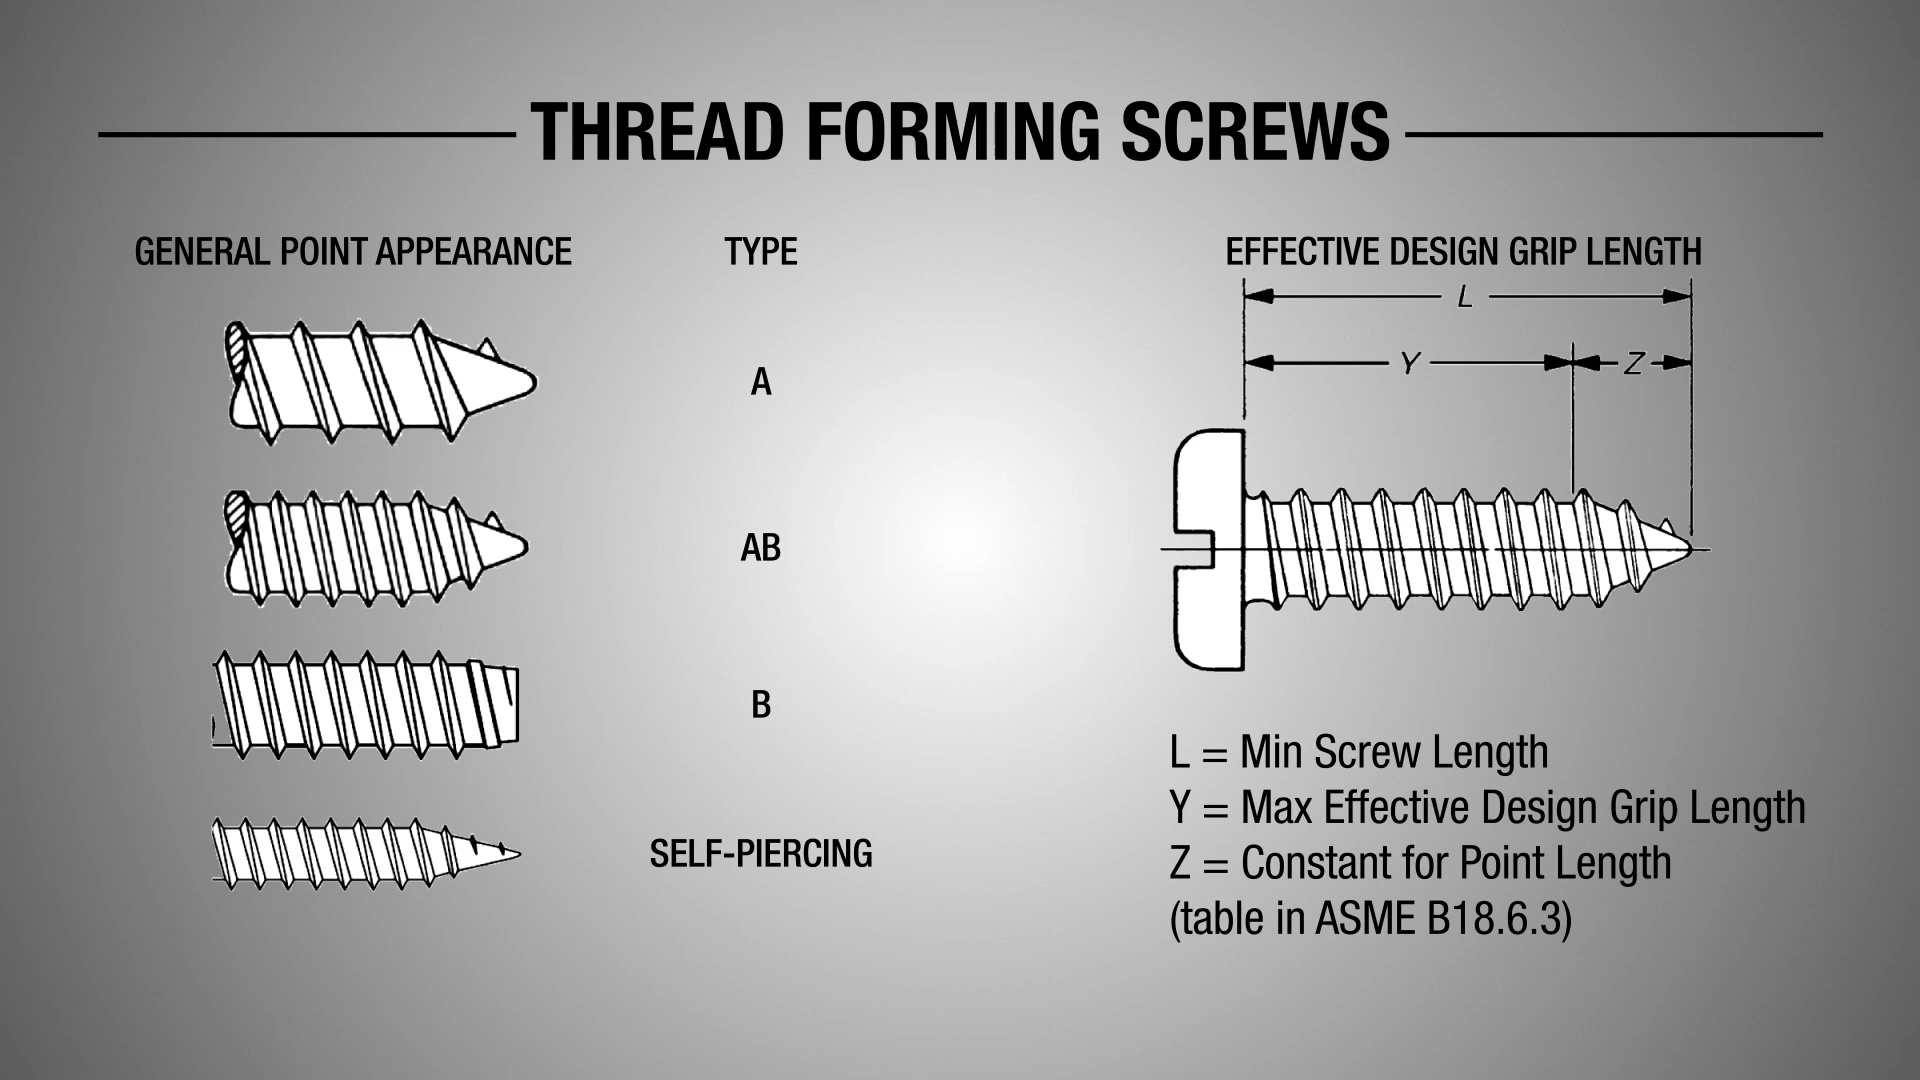 THREAD FORMING SCREWS
GENERAL POINT APPEARANCE
TYPE
A
AB
B
SELF-PIERCING
EFFECTIVE DESIGN GRIP LENGTH
L
Y
Z
L = Min Screw Length
Y = Max Effective Design Grip Length
Z = Constant for Point Length
(table in ASME B18.6.3)